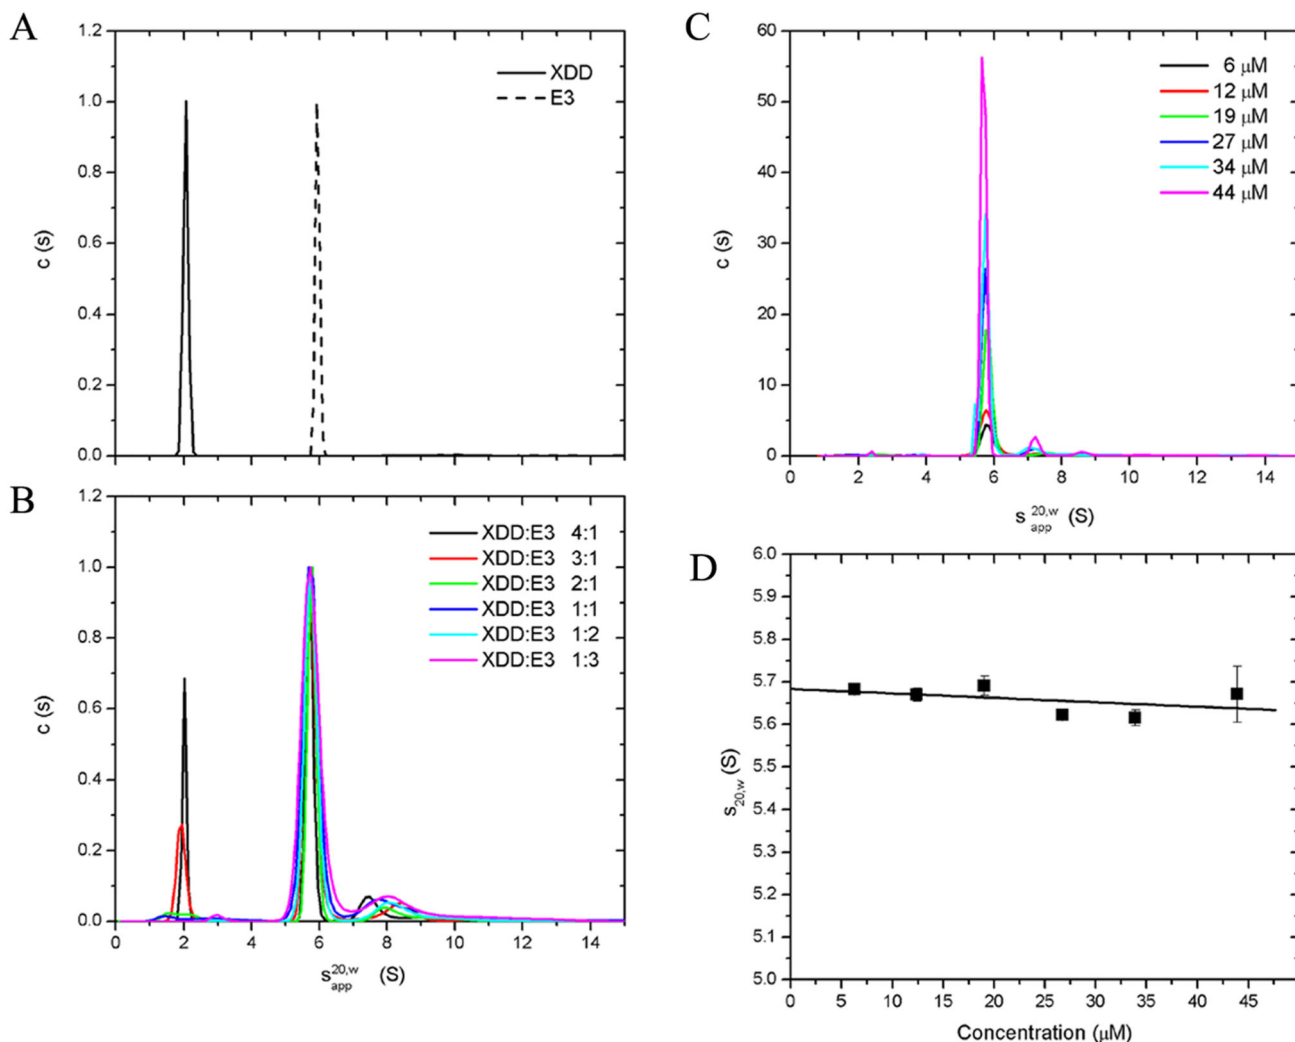 A
1.2
1.0
0.8
0.6
0.4
0.2
0.0
c (s)
XDD
E3
B
1.2
1.0
0.8
0.6
0.4
0.2
0.0
c (s)
XDD:E3 4:1
XDD:E3 3:1
XDD:E3 2:1
XDD:E3 1:1
XDD:E3 1:2
XDD:E3 1:3
0 2 4 6 8 10 12 14
s 20,w app (S)
C
60
50
40
30
20
10
0
c (s)
6 μM
12 μM
19 μM
27 μM
34 μM
44 μM
0 2 4 6 8 10 12 14
s 20,w app (S)
D
6.0
5.9
5.8
5.7
5.6
5.5
5.4
5.3
5.2
5.1
5.0
s20,w (S)
0 5 10 15 20 25 30 35 40 45
Concentration (μM)